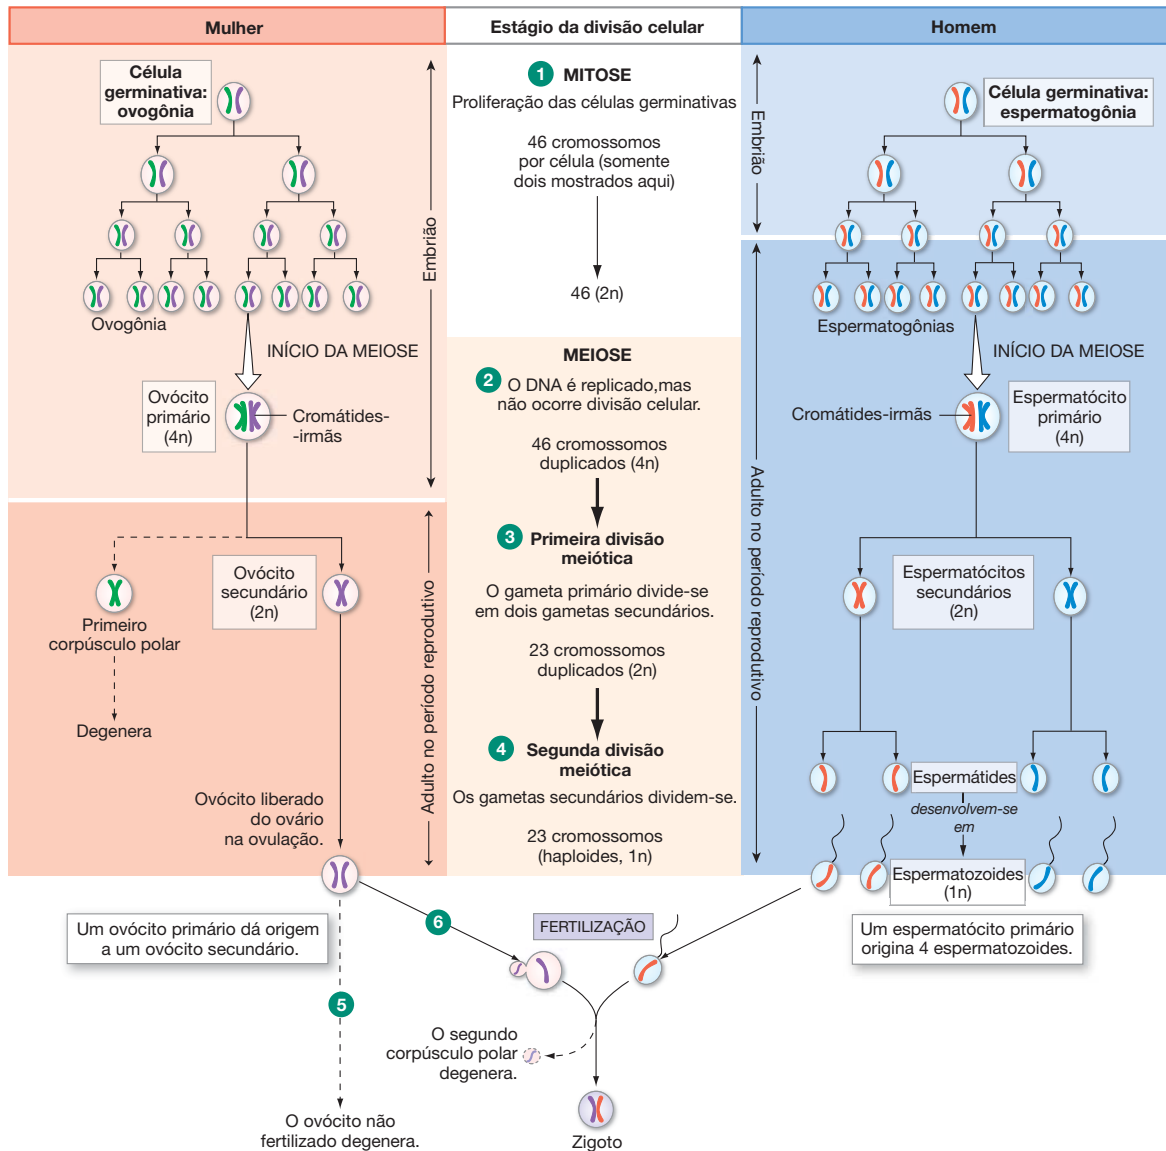 Mulher
Estágio da divisão celular
Homem
Célula
germinativa:
ovogônia
Embrião
Ovogônia
INÍCIO DA MEIOSE
Ovócito
primário
(4n)
Cromátides-
-irmãs
Adulto no período reprodutivo
Ovócito
secundário
(2n)
Primeiro
corpúsculo polar
Degenera
Ovócito liberado
do ovário
na ovulação.
1 MITOSE
Proliferação das células germinativas
46 cromossomos
por célula (somente
dois mostrados aqui)
46 (2n)
MEIOSE
2 O DNA é replicado,mas
não ocorre divisão celular.
46 cromossomos
duplicados (4n)
3 Primeira divisão
meiótica
O gameta primário divide-se
em dois gametas secundários.
23 cromossomos
duplicados (2n)
4 Segunda divisão
meiótica
Os gametas secundários dividem-se.
23 cromossomos
(haploides, 1n)
Embrião
Célula germinativa:
espermatogônia
Espermatogônias
INÍCIO DA MEIOSE
Cromátides-irmãs
Espermatócito
primário
(4n)
Adulto no período reprodutivo
Espermatócitos
secundários
(2n)
Espermátides
desenvolvem-se
em
Espermatozoides
(1n)
Um ovócito primário dá origem
a um ovócito secundário.
6
FERTILIZAÇÃO
Um espermatócito primário
origina 4 espermatozoides.
5
O segundo
corpúsculo polar
degenera.
O ovócito não
fertilizado degenera.
Zigoto